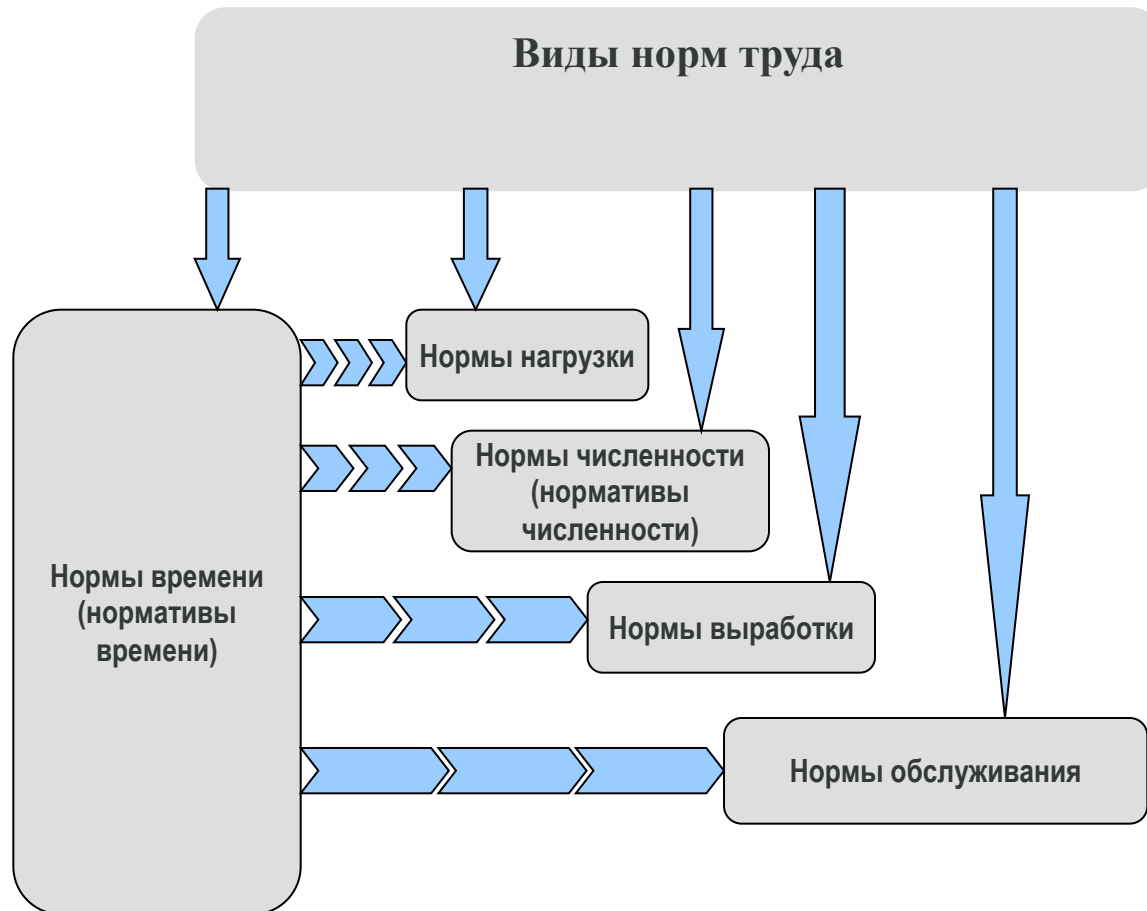 Виды норм труда
Нормы нагрузки
Нормы численности
(нормативы
численности)
Нормы времени
(нормативы
времени)
Нормы выработки
Нормы обслуживания